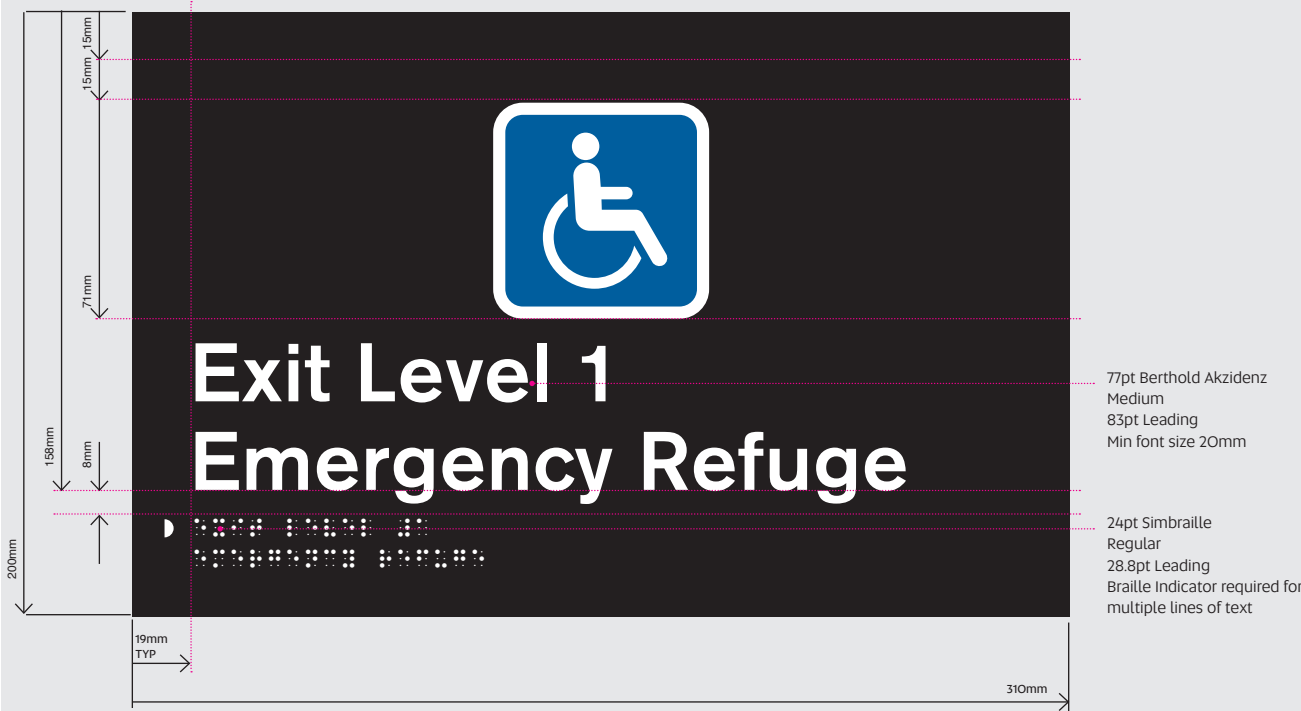 15mm
15mm
71mm
158mm
8mm
200mm
Exit Level 1
Emergency Refuge
77pt Berthold Akzidenz
Medium
83pt Leading
Min font size 20mm
24pt Simbraille
Regular
28.8pt Leading
Braille Indicator required for
multiple lines of text
19mm
TYP
310mm